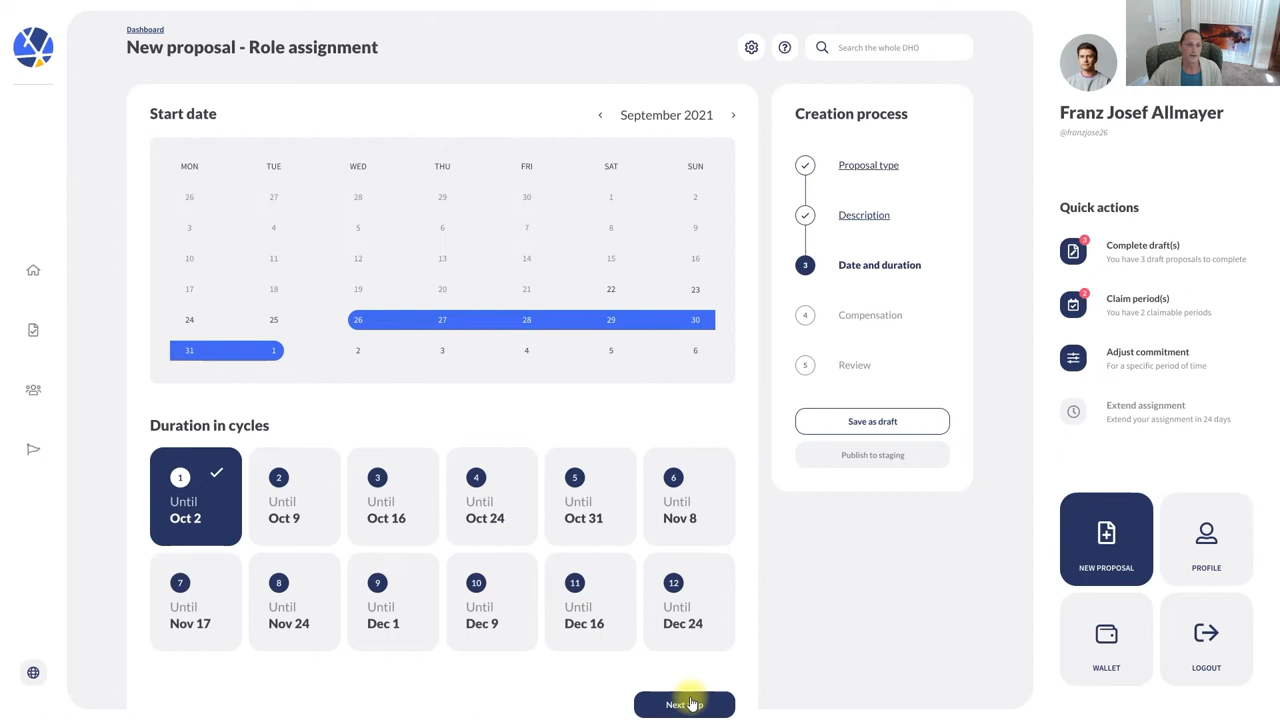 Dashboard
New proposal - Role assignment
Search the whole DHO
Start date
September 2021
MON TUE WED THU FRI SAT SUN
26 27 28 29 30 1 2
3 4 5 6 7 8 9
10 11 12 13 14 15 16
17 18 19 20 21 22 23
24 25 26 27 28 29 30
31 1 2 3 4 5 6
Duration in cycles
1 2 3 4 5 6
Until Until Until Until Until Until
Oct 2 Oct 9 Oct 16 Oct 24 Oct 31 Nov 8
7 8 9 10 11 12
Until Until Until Until Until Until
Nov 17 Nov 24 Dec 1 Dec 9 Dec 16 Dec 24
Next
Creation process
Proposal type
Description
3 Date and duration
4 Compensation
5 Review
Save as draft
Publish to staging
Franz Josef Allmayer
@franzjose26
Quick actions
3
Complete draft(s)
You have 3 draft proposals to complete
2
Claim period(s)
You have 2 claimable periods
Adjust commitment
For a specific period of time
Extend assignment
Extend your assignment in 24 days
NEW PROPOSAL PROFILE
WALLET LOGOUT